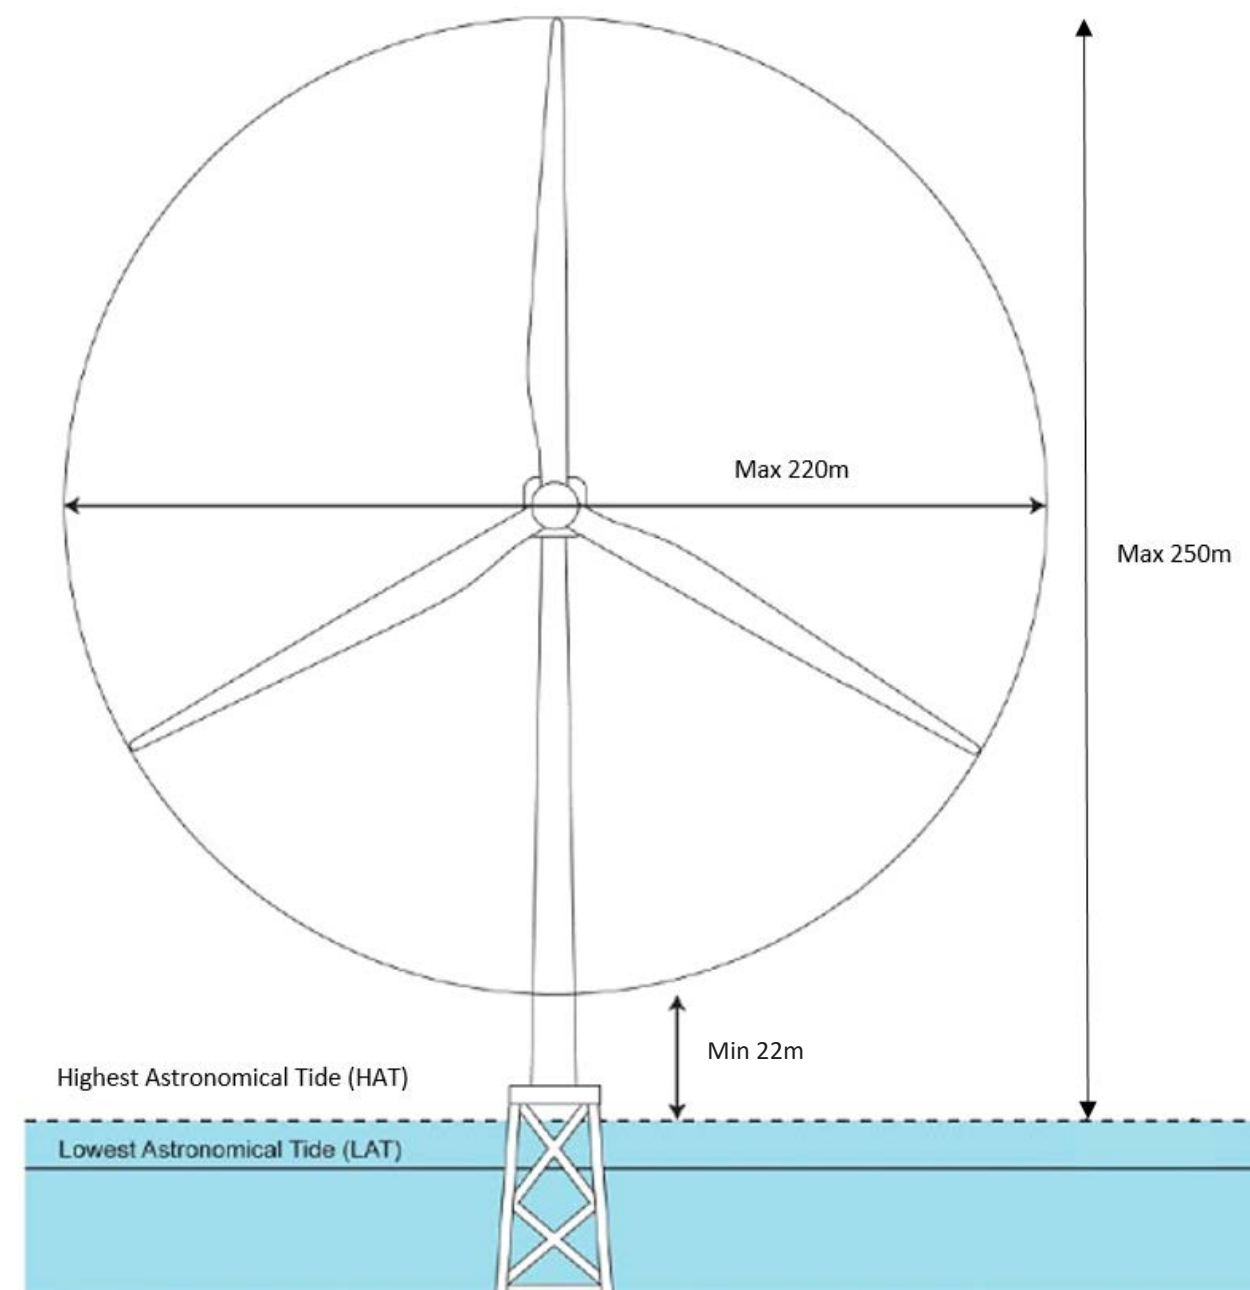 Max 220m
Max 250m
Min 22m
Highest Astronomical Tide (HAT)
Lowest Astronomical Tide (LAT)